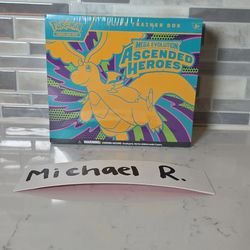 POKÉMON
TRAINER BOX
MEGA EVOLUTION
ASCENDED
HEROES
WARNING:
Michael R.